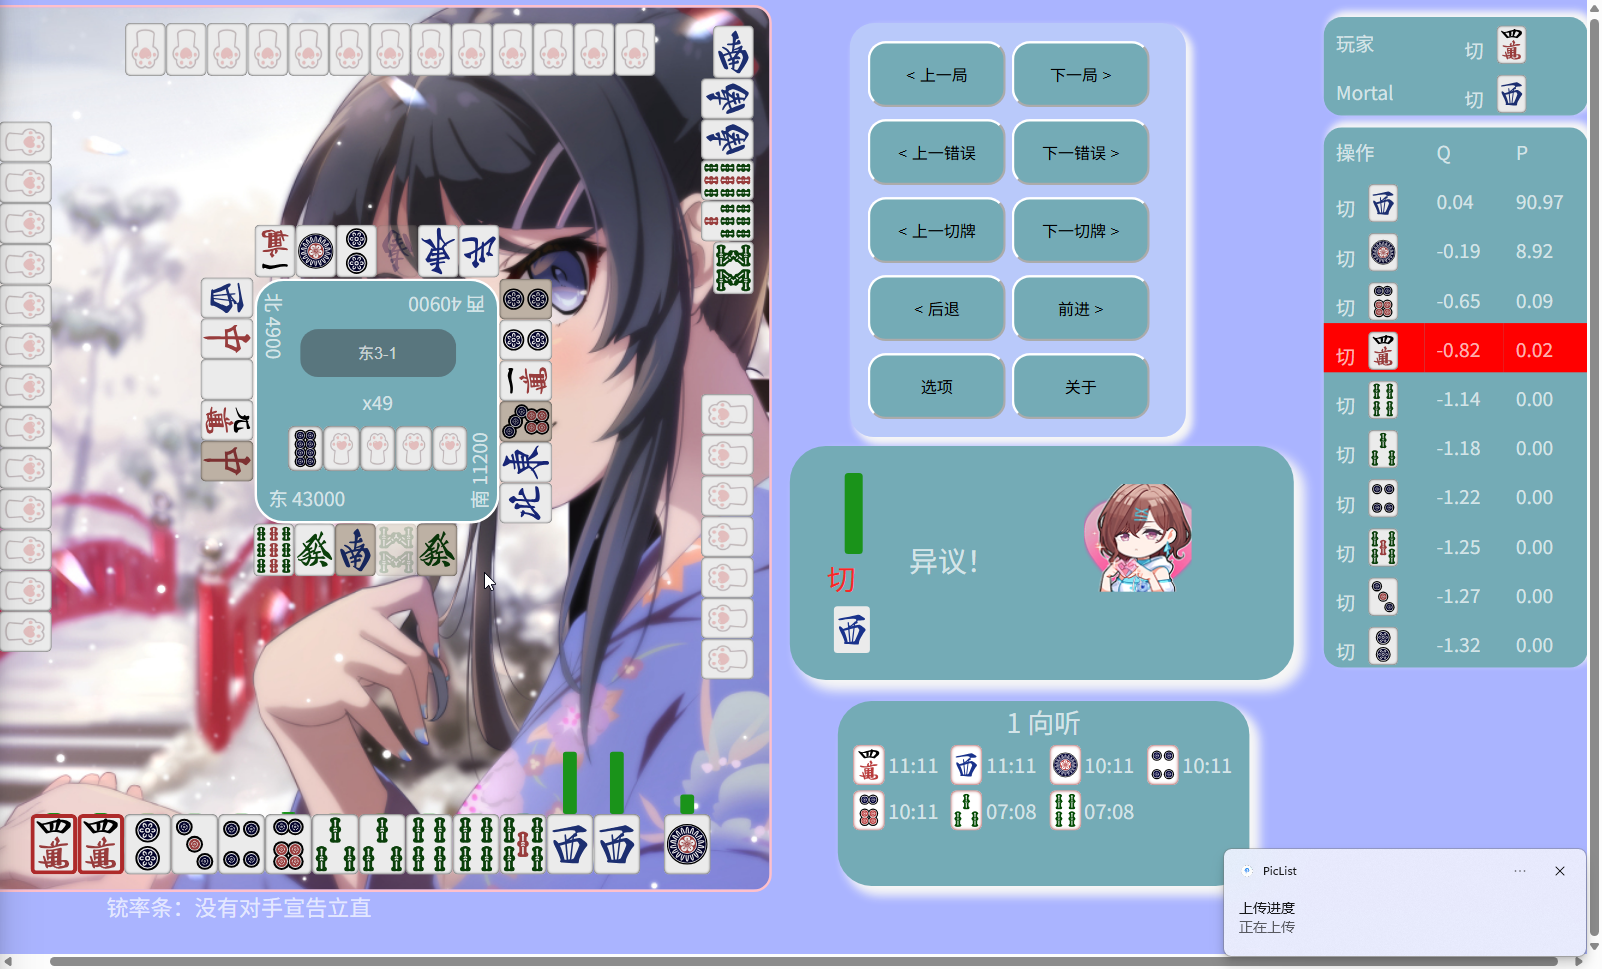 北 4900
西 40900
东3-1
x49
东 43000
南 11200
铳率条：没有对手宣告立直
< 上一局
下一局 >
< 上一错误
下一错误 >
< 上一切牌
下一切牌 >
< 后退
前进 >
选项
关于
切
异议！
1 向听
11:11 11:11 10:11 10:11
10:11 07:08 07:08
玩家 切
Mortal 切
操作 Q P
切 0.04 90.97
切 -0.19 8.92
切 -0.65 0.09
切 -0.82 0.02
切 -1.14 0.00
切 -1.18 0.00
切 -1.22 0.00
切 -1.25 0.00
切 -1.27 0.00
切 -1.32 0.00
PicList
上传进度
正在上传